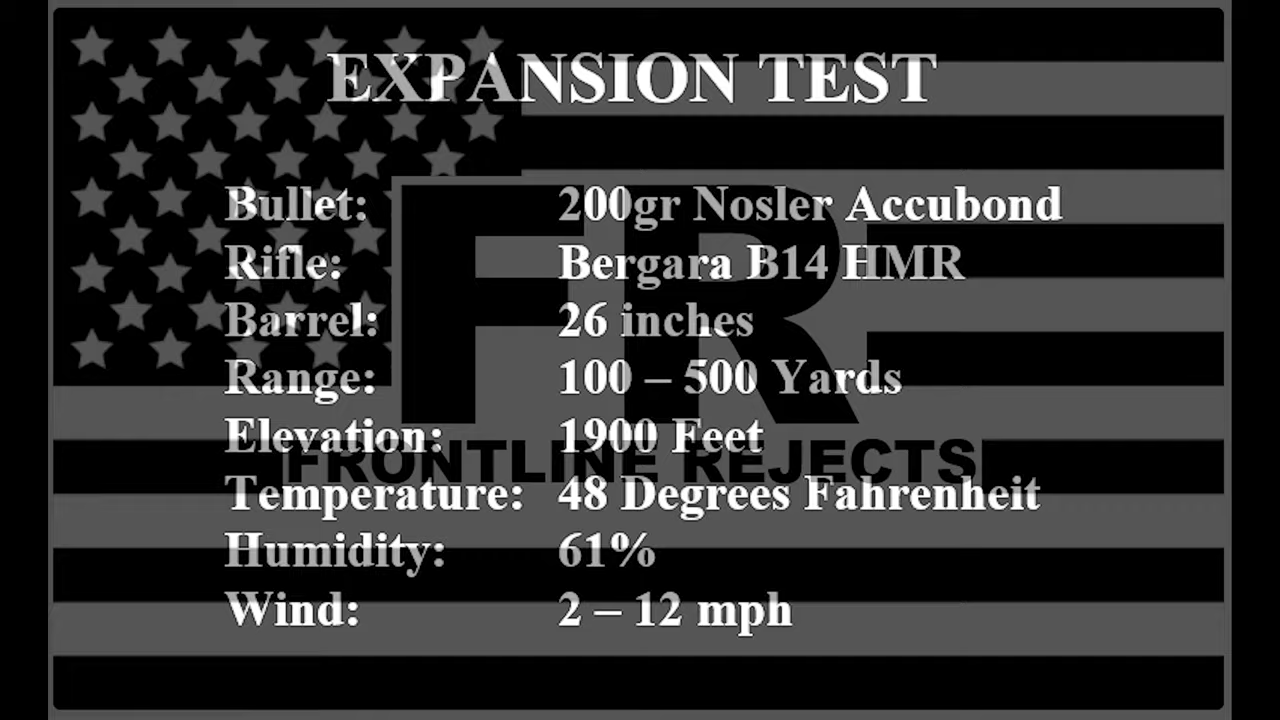 EXPANSION TEST
Bullet: 200gr Nosler Accubond
Rifle: Bergara B14 HMR
Barrel: 26 inches
Range: 100 – 500 Yards
Elevation: 1900 Feet
FR
FRONTLINE REJECTS
Temperature: 48 Degrees Fahrenheit
Humidity: 61%
Wind: 2 – 12 mph